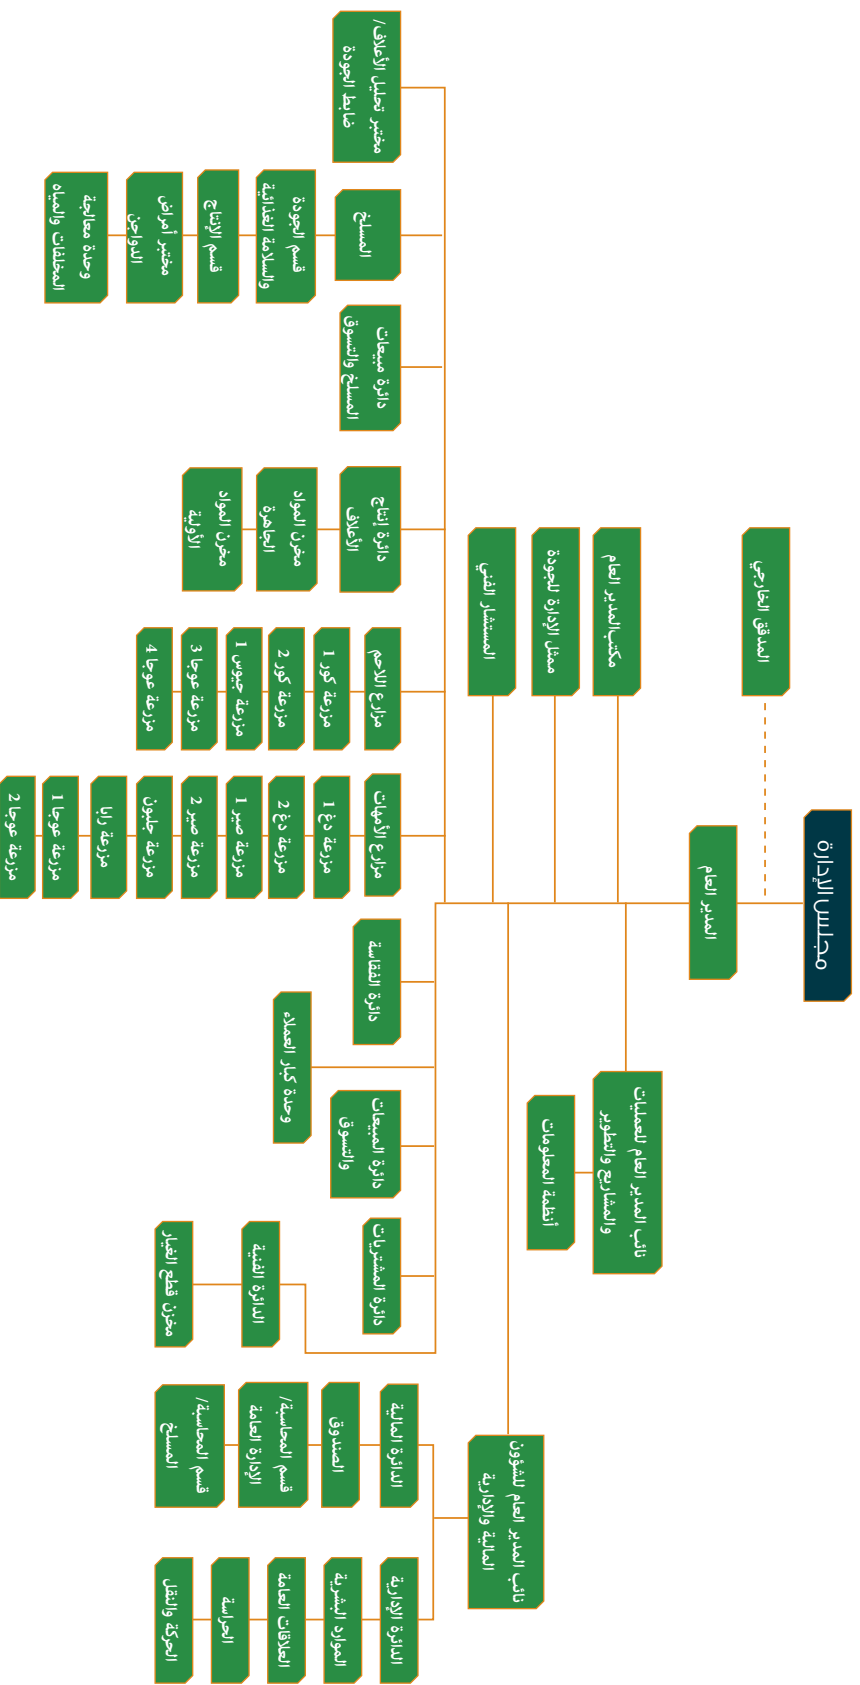 مجلس الإدارة
المدقق الخارجي
المدير العام
مكتب المدير العام
ممثل الإدارة للجودة
المستشار الفني
نائب المدير العام للعمليات
والمشاريع والتطوير
أنظمة المعلومات
نائب المدير العام للشؤون
المالية والإدارية
مختبر تحليل الأعلاف/
ضابط الجودة
المسلخ
قسم الجودة
والسلامة الغذائية
قسم الإنتاج
مختبر أمراض
الدواجن
وحدة معالجة
المخلفات والمياه
دائرة مبيعات
المسلخ والتسوق
دائرة إنتاج
الأعلاف
مخزن المواد
الجاهزة
مخزن المواد
الأولية
مزارع اللاحم
مزرعة كور 1
مزرعة كور 2
مزرعة جيوس 1
مزرعة عوجا 3
مزرعة عوجا 4
مزارع الأمهات
مزرعة دغ 1
مزرعة دغ 2
مزرعة صير 1
مزرعة صير 2
مزرعة جلبون
مزرعة رابا
مزرعة عوجا 1
مزرعة عوجا 2
دائرة الفقاسة
وحدة كبار العملاء
دائرة المبيعات
والتسوق
دائرة المشتريات
الدائرة الفنية
مخزن قطع الغيار
الدائرة المالية
الصندوق
قسم المحاسبة/
الإدارة العامة
قسم المحاسبة/
المسلخ
الدائرة الإدارية
الموارد البشرية
العلاقات العامة
الحراسة
الحركة والنقل